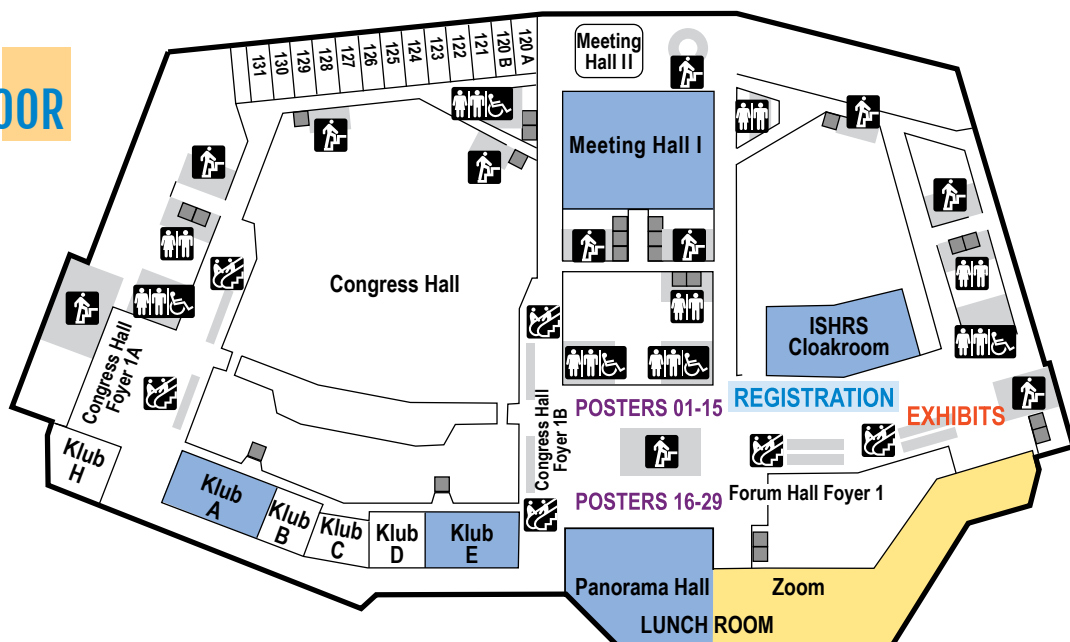 OOR
131
130
129
128
127
126
125
124
123
122
121
120 B
120 A
Meeting
Hall II
Meeting Hall I
Congress Hall
ISHRS
Cloakroom
Congress Hall
Foyer 1A
Congress Hall
Foyer 1B
POSTERS 01-15
REGISTRATION
EXHIBITS
Klub
H
Klub
A
Klub
B
Klub
C
Klub
D
Klub
E
POSTERS 16-29
Forum Hall Foyer 1
Panorama Hall
Zoom
LUNCH ROOM